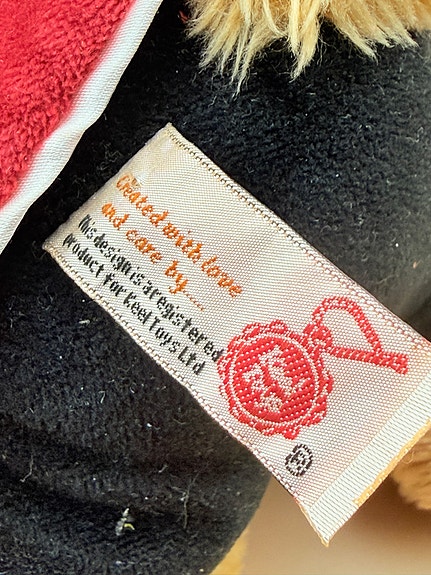 Created with love
and care by....
This design is a registered
product for Keel Toys Ltd
®